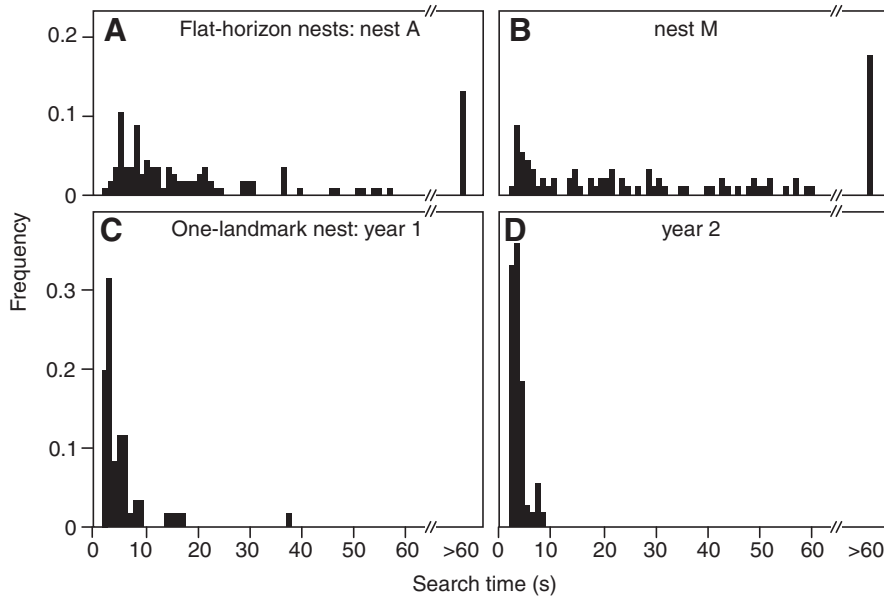 A Flat-horizon nests: nest A
B nest M
0.2
0.1
0
C One-landmark nest: year 1
D year 2
0.3
0.2
0.1
0
Frequency
0 10 20 30 40 50 60 >60
0 10 20 30 40 50 60 >60
Search time (s)